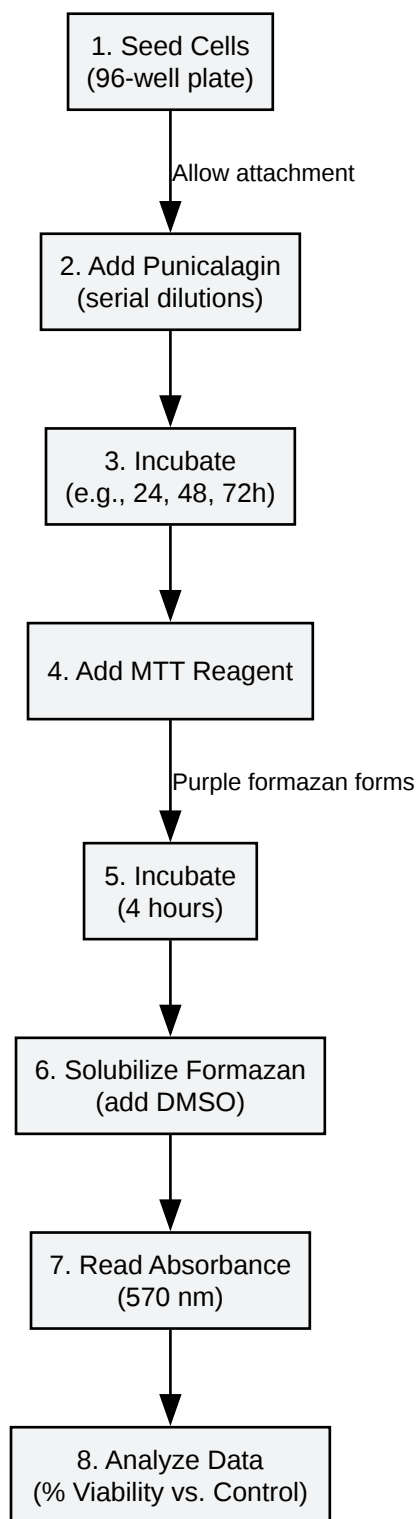 1. Seed Cells
(96-well plate)
Allow attachment
2. Add Punicalagin
(serial dilutions)
3. Incubate
(e.g., 24, 48, 72h)
4. Add MTT Reagent
Purple formazan forms
5. Incubate
(4 hours)
6. Solubilize Formazan
(add DMSO)
7. Read Absorbance
(570 nm)
8. Analyze Data
(% Viability vs. Control)